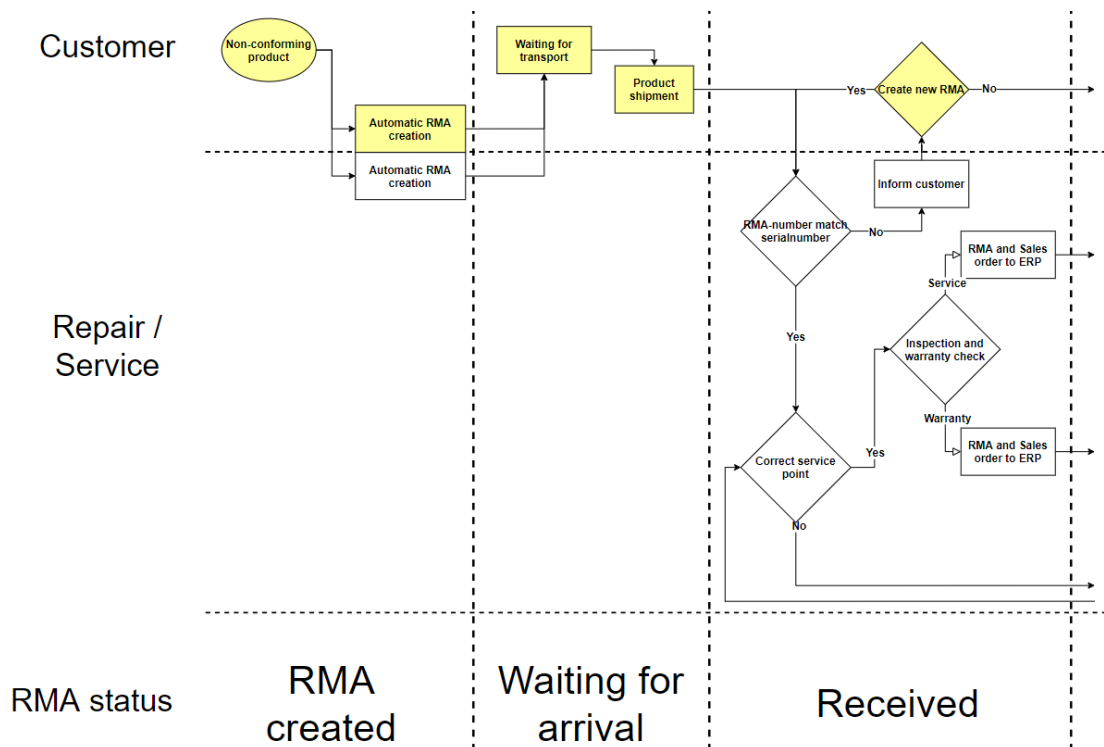 Customer
Non-conforming
product
Automatic RMA
creation
Automatic RMA
creation
Waiting for
transport
Product
shipment
Yes
Create new RMA
No
Inform customer
RMA-number match
serialnumber
No
RMA and Sales
order to ERP
Service
Repair /
Service
Yes
Inspection and
warranty check
Warranty
RMA and Sales
order to ERP
Correct service
point
Yes
No
RMA status
RMA
created
Waiting for
arrival
Received